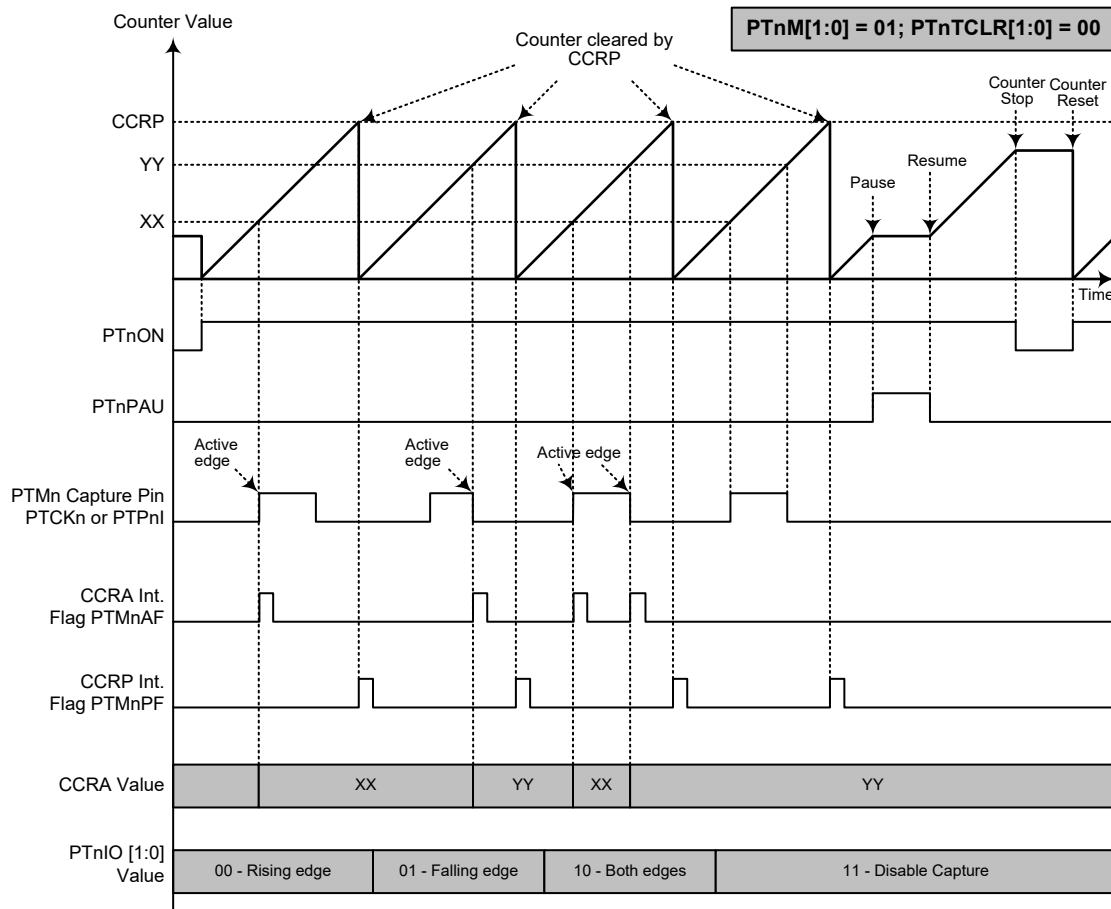 Counter Value
PTnM[1:0] = 01; PTnTCLR[1:0] = 00
Counter cleared by
CCRP
Counter
Stop
Counter
Reset
CCRP
YY
Resume
Pause
XX
Time
PTnON
PTnPAU
Active
edge
Active
edge
Active edge
PTMn Capture Pin
PTCKn or PTPnI
CCRA Int.
Flag PTMnAF
CCRP Int.
Flag PTMnPF
CCRA Value
XX
YY
XX
YY
PTnIO [1:0]
Value
00 - Rising edge
01 - Falling edge
10 - Both edges
11 - Disable Capture